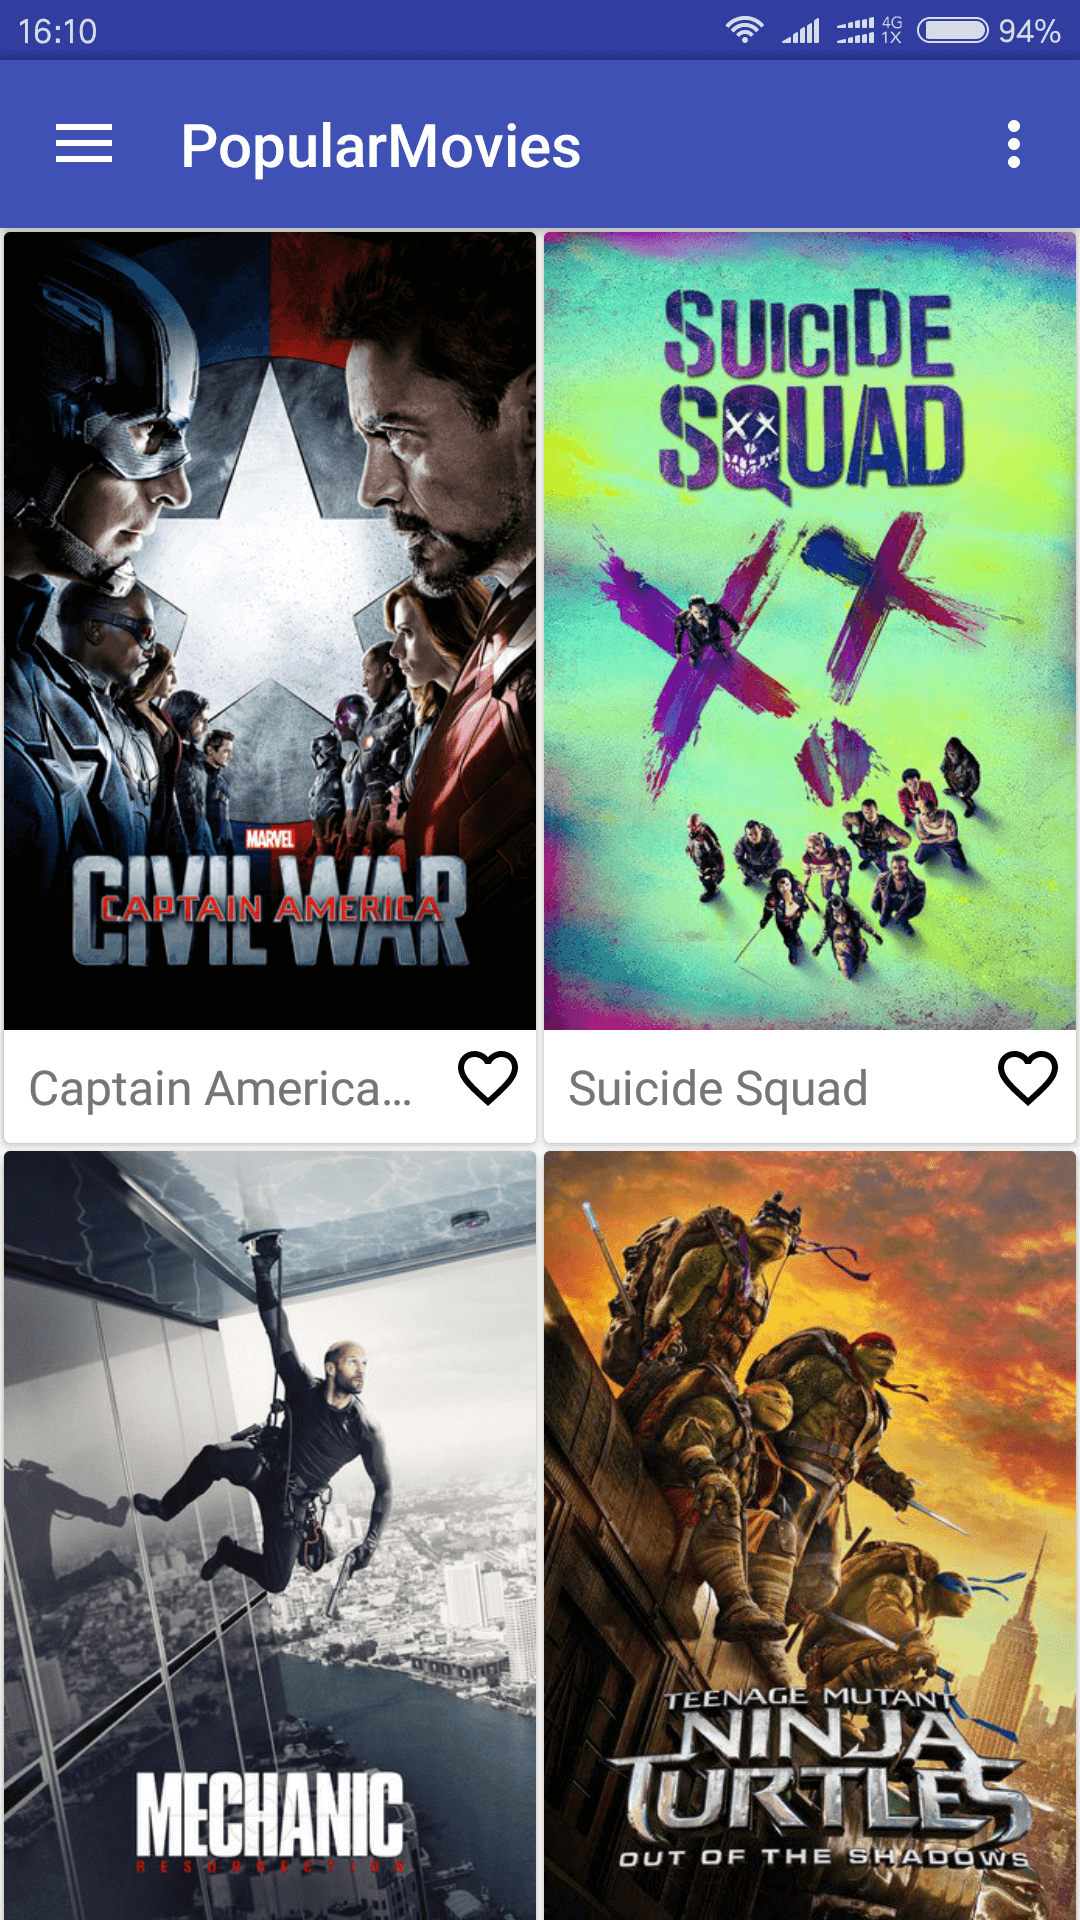 16:10
4G
1X
94%
PopularMovies
MARVEL
CIVIL WAR
CAPTAIN AMERICA
SUICIDE
SQUAD
Captain America...
Suicide Squad
MECHANIC
RESURRECTION
TEENAGE MUTANT
NINJA
TURTLES
OUT OF THE SHADOWS